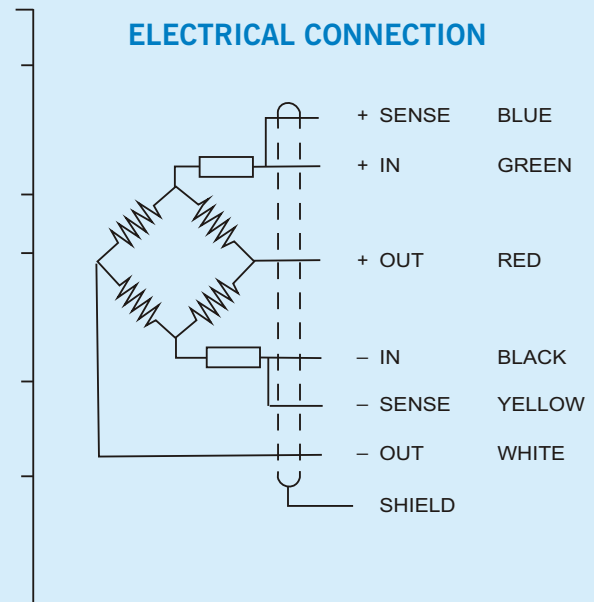 ELECTRICAL CONNECTION
+ SENSE BLUE
+ IN GREEN
+ OUT RED
– IN BLACK
– SENSE YELLOW
– OUT WHITE
SHIELD